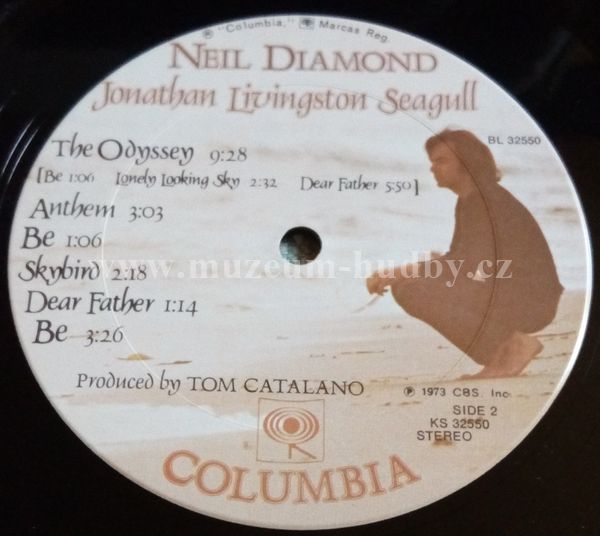 ℗ "Columbia," Marcas Reg.
NEIL DIAMOND
Jonathan Livingston Seagull
BL 32550
The Odyssey 9:28
[Be 1:06 Lonely Looking Sky 2:32 Dear Father 5:50]
Anthem 3:03
Be 1:06
www.muzeum-hudby.cz
Skybird 2:18
Dear Father 1:14
Be 3:26
Produced by TOM CATALANO
℗ 1973 CBS. Inc
SIDE 2
KS 32550
STEREO
COLUMBIA